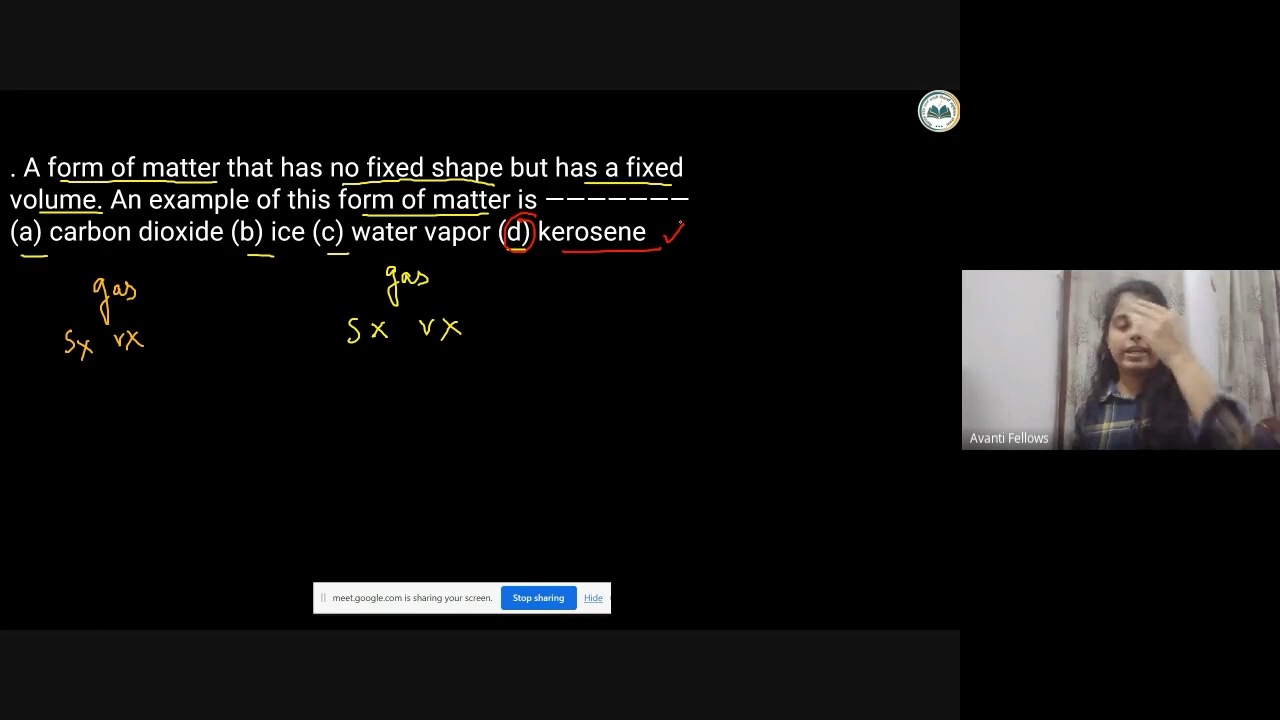 . A form of matter that has no fixed shape but has a fixed
volume. An example of this form of matter is −−−−−−−
(a) carbon dioxide (b) ice (c) water vapor (d) kerosene
gas gas
Sx vx S x v x
Avanti Fellows
meet.google.com is sharing your screen. Stop sharing Hide